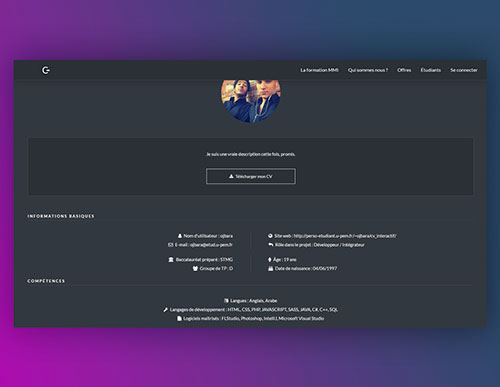 La formation MMI Qui sommes nous ? Offres Étudiants Se connecter
Je suis une vraie description cette fois, promis.
Télécharger mon CV
INFORMATIONS BASIQUES
Nom d'utilisateur : ojbara
E-mail : ojbara@etud.u-pem.fr
Baccalauréat préparé : STMG
Groupe de TP : D
Site web : http://perso-etudiant.u-pem.fr/~ojbara/cv_interactif/
Rôle dans le projet : Développeur / Intégrateur
Âge : 19 ans
Date de naissance : 04/06/1997
COMPÉTENCES
Langues : Anglais, Arabe
Langages de développement : HTML, CSS, PHP, JAVASCRIPT, SASS, JAVA, C#, C++, SQL
Logiciels maîtrisés : FLStudio, Photoshop, IntelliJ, Microsoft Visual Studio